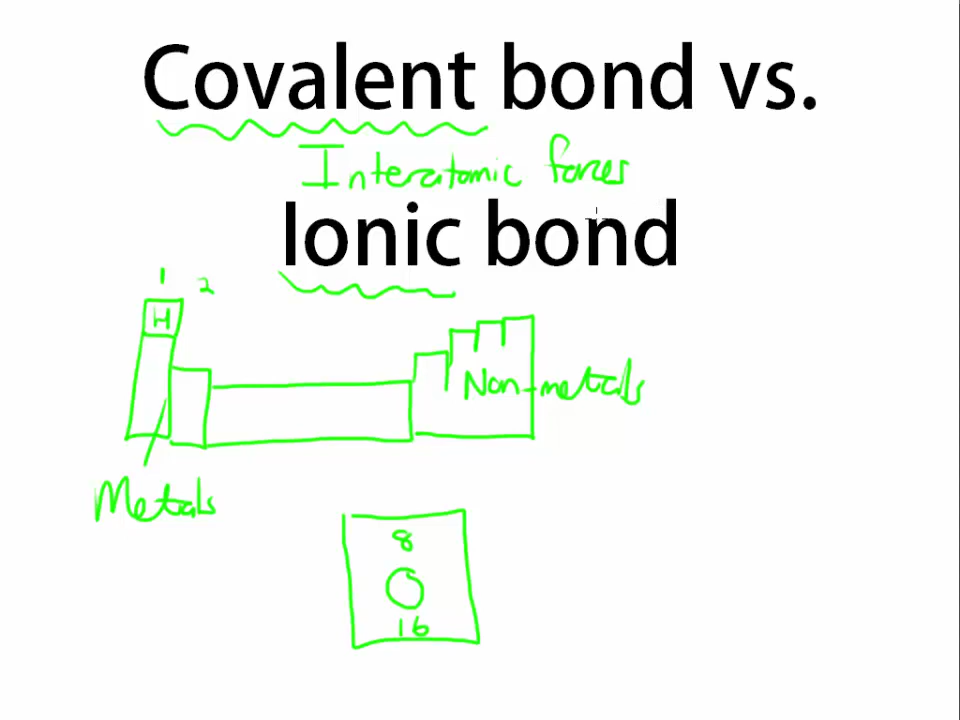 Covalent bond vs.
Interatomic forces
Ionic bond
1 2
H
Non-metals
Metals
8
O
16